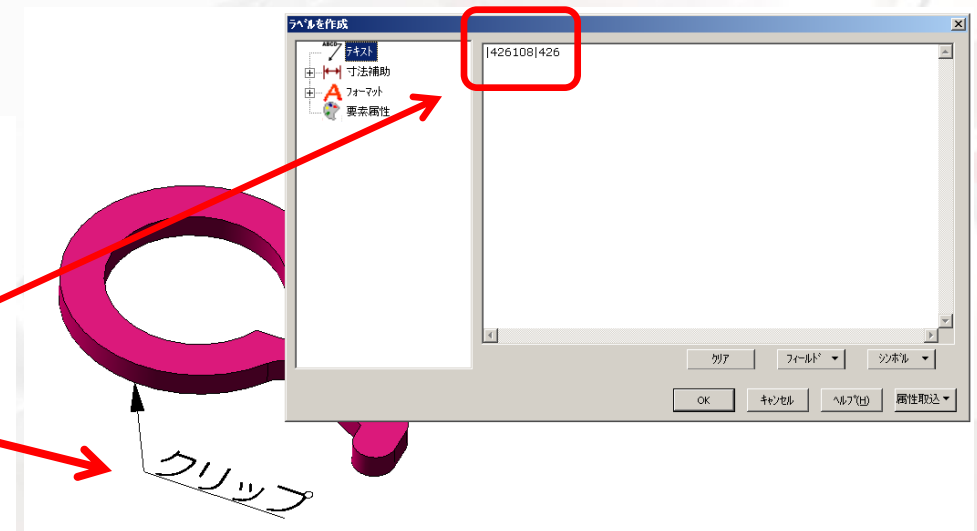 ラベルを作成
ABCD
テキスト
寸法補助
フォーマット
要素属性
|426108|426
クリア
フィールド
シンボル
OK
キャンセル
ヘルプ(H)
属性取込
クリップ